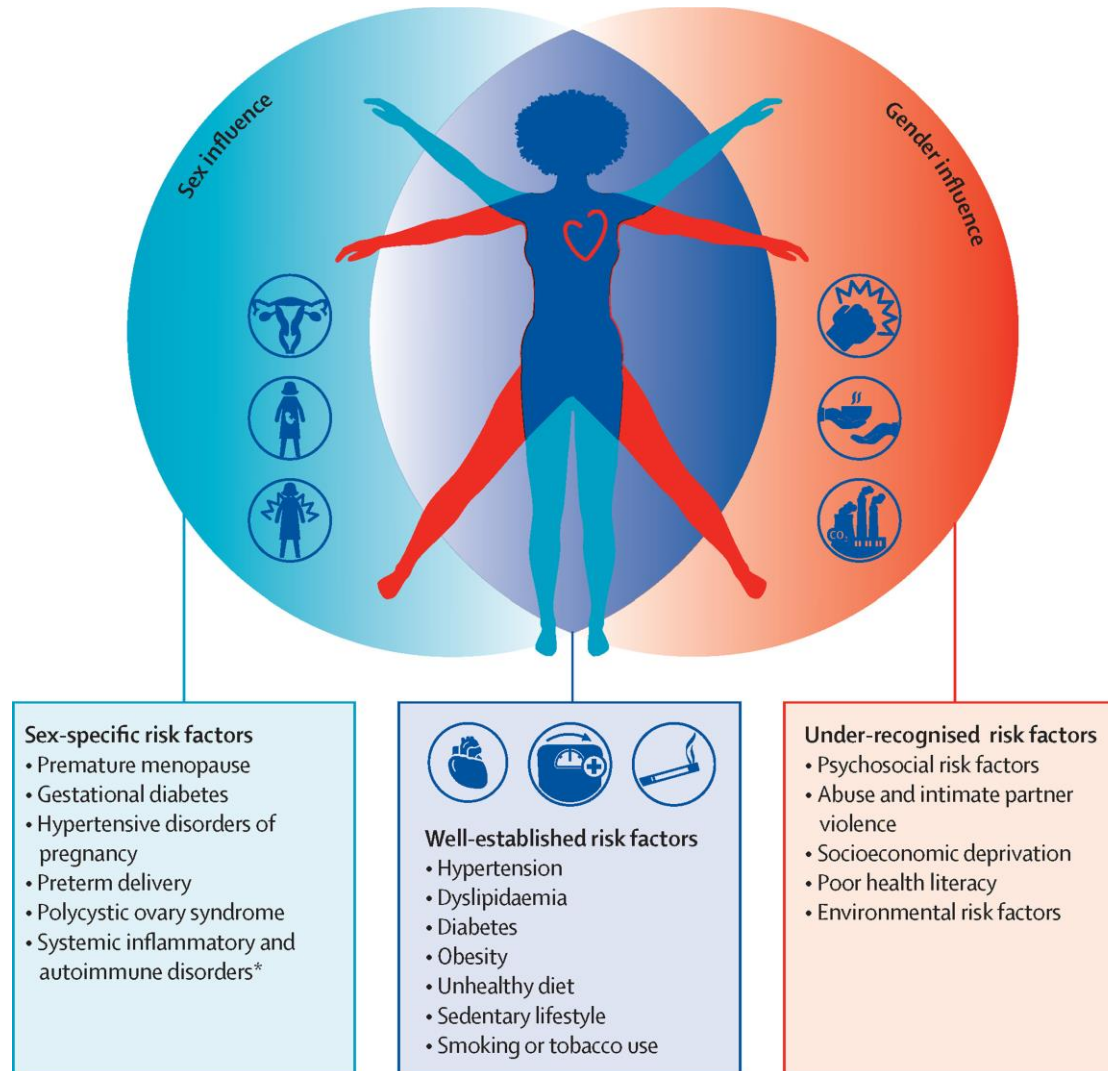 Sex influence
Gender influence
CO₂
Sex-specific risk factors
• Premature menopause
• Gestational diabetes
• Hypertensive disorders of
pregnancy
• Preterm delivery
• Polycystic ovary syndrome
• Systemic inflammatory and
autoimmune disorders*
Well-established risk factors
• Hypertension
• Dyslipidaemia
• Diabetes
• Obesity
• Unhealthy diet
• Sedentary lifestyle
• Smoking or tobacco use
Under-recognised risk factors
• Psychosocial risk factors
• Abuse and intimate partner
violence
• Socioeconomic deprivation
• Poor health literacy
• Environmental risk factors